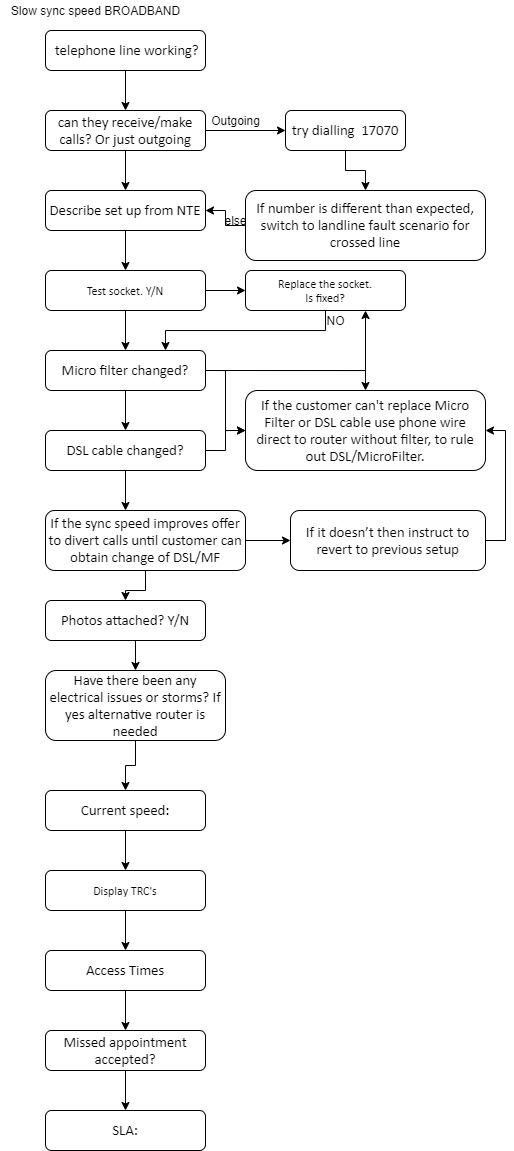 Slow sync speed BROADBAND
telephone line working?
can they receive/make
calls? Or just outgoing
Outgoing
try dialling  17070
Describe set up from NTE
else
If number is different than expected,
switch to landline fault scenario for
crossed line
Test socket. Y/N
Replace the socket.
Is fixed?
NO
Micro filter changed?
If the customer can't replace Micro
Filter or DSL cable use phone wire
direct to router without filter, to rule
out DSL/MicroFilter.
DSL cable changed?
If the sync speed improves offer
to divert calls until customer can
obtain change of DSL/MF
If it doesn’t then instruct to
revert to previous setup
Photos attached? Y/N
Have there been any
electrical issues or storms? If
yes alternative router is
needed
Current speed:
Display TRC's
Access Times
Missed appointment
accepted?
SLA: